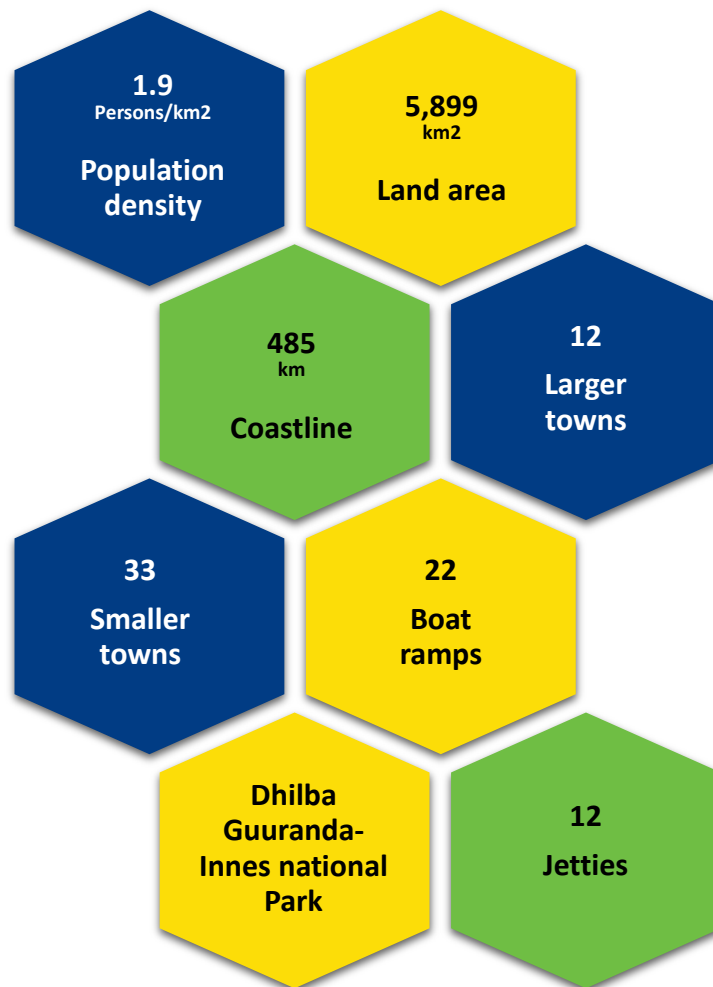 1.9
Persons/km2
Population
density
5,899
km2
Land area
485
km
Coastline
12
Larger
towns
33
Smaller
towns
22
Boat
ramps
Dhilba
Guuranda-
Innes national
Park
12
Jetties